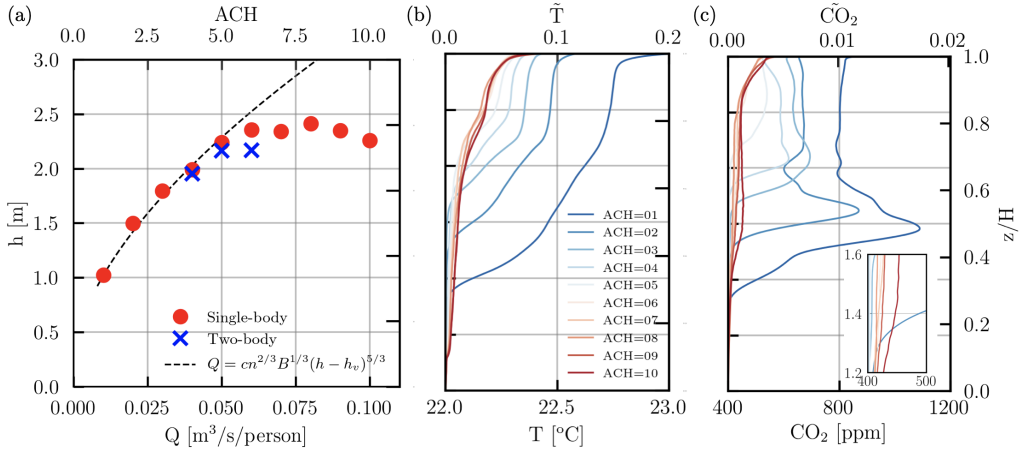 (a)
ACH
0.0 2.5 5.0 7.5 10.0
3.0
2.5
2.0
1.5
1.0
0.5
0.0
h [m]
Single-body
Two-body
Q = cn^{2/3}B^{1/3}(h − h_v)^{5/3}
0.000 0.025 0.050 0.075 0.100
Q [m³/s/person]
(b)
T̃
0.0 0.1 0.2
ACH=01
ACH=02
ACH=03
ACH=04
ACH=05
ACH=06
ACH=07
ACH=08
ACH=09
ACH=10
22.0 22.5 23.0
T [°C]
(c)
CÕ₂
0.00 0.01 0.02
1.0
0.8
0.6
0.4
0.2
0.0
z/H
1.6
1.4
1.2
400 500
400 800 1200
CO₂ [ppm]